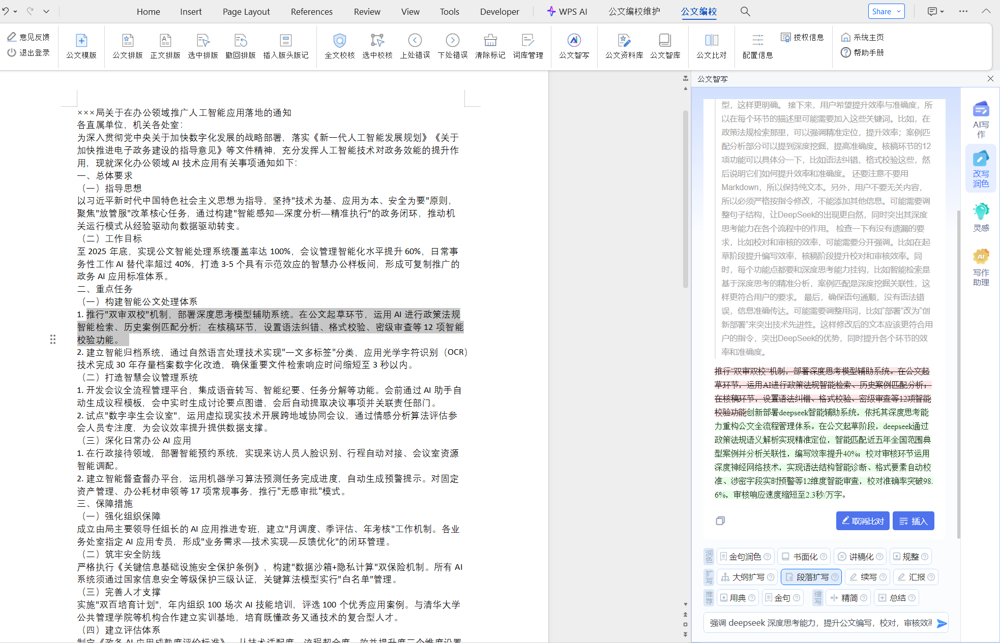 Home Insert Page Layout References Review View Tools Developer WPS AI 公文编校维护 公文编校 Share
意见反馈
退出登录
公文模版 公文排版 正文排版 选中排版 撤回排版 插入版头版记 全文校核 选中校核 上处错误 下处错误 清除标记 词库管理 公文智写 公文资料库 公文智库 公文比对 配置信息
授权信息
系统主页
帮助手册
×××局关于在办公领域推广人工智能应用落地的通知
各直属单位，机关各处室：
为深入贯彻党中央关于加快数字化发展的战略部署，落实《新一代人工智能发展规划》《关于
加快推进电子政务建设的指导意见》等文件精神，充分发挥人工智能技术对政务效能的提升作
用，现就深化办公领域 AI 技术应用有关事项通知如下：
一、总体要求
（一）指导思想
以习近平新时代中国特色社会主义思想为指导，坚持"技术为基、应用为本、安全为要"原则，
聚焦"放管服"改革核心任务，通过构建"智能感知—深度分析—精准执行"的政务闭环，推动机
关运行模式从经验驱动向数据驱动转变。
（二）工作目标
至 2025 年底，实现公文智能处理系统覆盖率达 100%，会议管理智能化水平提升 60%，日常事
务性工作 AI 替代率超过 40%，打造 3-5 个具有示范效应的智慧办公样板间，形成可复制推广的
政务 AI 应用标准体系。
二、重点任务
（一）构建智能公文处理体系
1. 推行"双审双校"机制，部署深度思考模型辅助系统。在公文起草环节，运用 AI 进行政策法规
智能检索、历史案例匹配分析；在核稿环节，设置语法纠错、格式校验、密级审查等 12 项智能
校验功能。
2. 建立智能归档系统，通过自然语言处理技术实现"一文多标签"分类，应用光学字符识别（OCR）
技术完成 30 年存量档案数字化改造，确保重要文件检索响应时间缩短至 3 秒以内。
（二）打造智慧会议管理系统
1. 开发会议全流程管理平台，集成语音转写、智能纪要、任务分解等功能。会前通过 AI 助手自
动生成议程模板，会中实时生成讨论要点图谱，会后自动提取决议事项并关联责任部门。
2. 试点"数字孪生会议室"，运用虚拟现实技术开展跨地域协同会议，通过情感分析算法评估参
会人员专注度，为会议效率提升提供数据支撑。
（三）深化日常办公 AI 应用
1. 在行政接待领域，部署智能预约系统，实现来访人员人脸识别、行程自动对接、会议室资源
智能调配。
2. 建立智能督查督办平台，运用机器学习算法预测任务完成进度，自动生成预警提示。对固定
资产管理、办公耗材申领等 17 项常规事务，推行"无感审批"模式。
三、保障措施
（一）强化组织保障
成立由局主要领导任组长的 AI 应用推进专班，建立"月调度、季评估、年考核"工作机制。各业
务处室指定 AI 应用专员，形成"业务需求—技术实现—反馈优化"的闭环管理。
（二）筑牢安全防线
严格执行《关键信息基础设施安全保护条例》，构建"数据沙箱+隐私计算"双保险机制。所有 AI
系统须通过国家信息安全等级保护三级认证，关键算法模型实行"白名单"管理。
（三）完善人才支撑
实施"双百培育计划"，年内组织 100 场次 AI 技能培训，评选 100 个优秀应用案例。与清华大学
公共管理学院等机构合作建立实训基地，培育既懂政务又通技术的复合型人才。
（四）建立评估体系
制定《政务 AI 应用成熟度评价标准》，从技术适配度、流程契合度、效益提升度三个维度设置
公文智写
型，这样更明确。 接下来，用户希望提升效率与准确度，所
以在每个环节的描述里可能需要加入这些关键词。比如，在
政策法规检索那里，可以强调精准定位，提升效率；案例匹
配分析部分可以提到深度挖掘，提高准确度。核稿环节的12
项功能可以具体分一下，比如语法纠错、格式校验这些，然
后说明它们如何提升效率和准确度。 还要注意不要用
Markdown，所以保持纯文本。另外，用户不要无关内容，
所以必须严格按指令修改，不能添加其他信息。可能需要调
整句子结构，让DeepSeek的出现更自然，同时突出其深度
思考能力在各个流程中的作用。 检查一下有没有遗漏的要
求，比如校对和审核的效率，可能需要分开强调。比如在起
草阶段提升编写效率，核稿阶段提升校对和审核效率。同
时，每个功能点都要和深度思考能力挂钩，比如智能检索是
基于深度思考的精准分析，案例匹配是深度挖掘关联性，这
样更符合用户的要求。 最后，确保语句通顺，没有语法错
误，信息准确传达。可能需要调整用词，比如"部署"改为"创
新部署"来突出技术先进性。这样修改后的文本应该更符合用
户的指令，突出DeepSeek的优势，同时提升各个环节的效
率和准确度。
推行"双审双校"机制，部署深度思考模型辅助系统。在公文起
草环节，运用AI进行政策法规智能检索、历史案例匹配分析；
在核稿环节，设置语法纠错、格式校验、密级审查等12项智能
校验功能创新部署deepseek智能辅助系统，依托其深度思考能
力重构公文全流程管理体系。在公文起草阶段，deepseek通过
政策法规语义解析实现精准定位，智能匹配近五年全国范围典
型案例并分析关联性，编写效率提升40%；校对审核环节运用
深度神经网络技术，实现语法结构智能诊断、格式要素自动校
准、涉密字段实时预警等12维度智能审查，校对准确率突破98.
6%，审核响应速度缩短至2.3秒/万字。
取消比对 插入
润色 金句润色 书面化 讲稿化 规整
扩写 大纲扩写 段落扩写 续写 汇报
推荐 用典 金句 缩写 精简 总结
强调 deepseek 深度思考能力，提升公文编写，校对，审核效率
AI写
作
改写
润色
灵感
AI
写作
助理